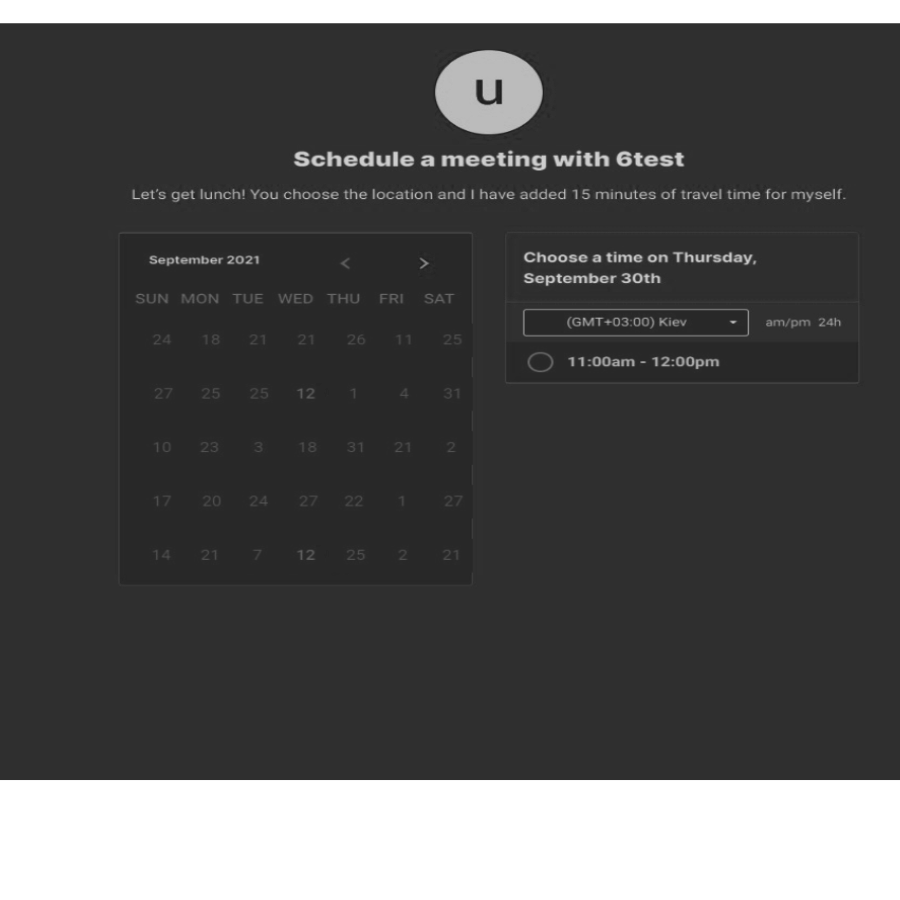 u
Schedule a meeting with 6test
Let's get lunch! You choose the location and I have added 15 minutes of travel time for myself.
September 2021 < >
SUN MON TUE WED THU FRI SAT
24 18 21 21 26 11 25
27 25 25 12 1 4 31
10 23 3 18 31 21 2
17 20 24 27 22 1 27
14 21 7 12 25 2 21
Choose a time on Thursday,
September 30th
(GMT+03:00) Kiev am/pm 24h
11:00am - 12:00pm